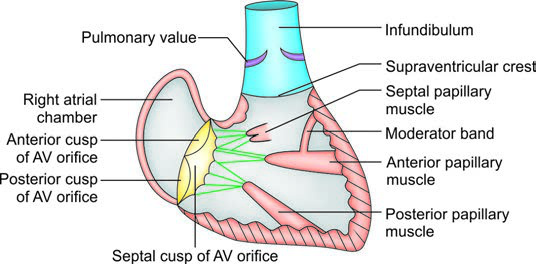 Pulmonary value
Right atrial
chamber
Anterior cusp
of AV orifice
Posterior cusp
of AV orifice
Septal cusp of AV orifice
Infundibulum
Supraventricular crest
Septal papillary
muscle
Moderator band
Anterior papillary
muscle
Posterior papillary
muscle